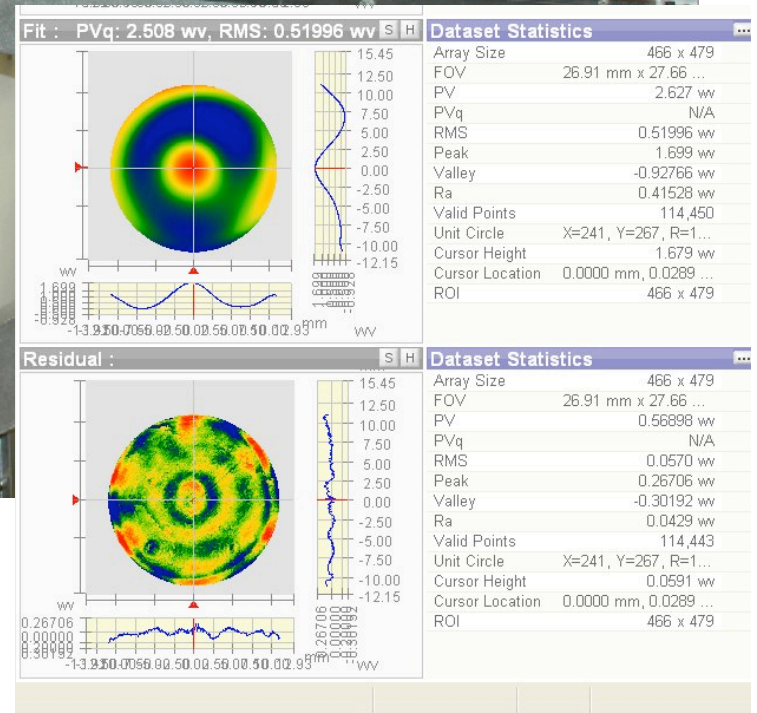 Fit : PVq: 2.508 wv, RMS: 0.51996 wv S H
15.45
12.50
10.00
7.50
5.00
2.50
0.00
-2.50
-5.00
-7.50
-10.00
-12.15
wv
1.699
-0.928
mm
wv
Dataset Statistics ...
Array Size 466 x 479
FOV 26.91 mm x 27.66 ...
PV 2.627 wv
PVq N/A
RMS 0.51996 wv
Peak 1.699 wv
Valley -0.92766 wv
Ra 0.41528 wv
Valid Points 114,450
Unit Circle X=241, Y=267, R=1...
Cursor Height 1.679 wv
Cursor Location 0.0000 mm, 0.0289 ...
ROI 466 x 479
Residual : S H
15.45
12.50
10.00
7.50
5.00
2.50
0.00
-2.50
-5.00
-7.50
-10.00
-12.15
wv
0.26706
0.00000
mm
wv
Dataset Statistics ...
Array Size 466 x 479
FOV 26.91 mm x 27.66 ...
PV 0.56898 wv
PVq N/A
RMS 0.0570 wv
Peak 0.26706 wv
Valley -0.30192 wv
Ra 0.0429 wv
Valid Points 114,443
Unit Circle X=241, Y=267, R=1...
Cursor Height 0.0591 wv
Cursor Location 0.0000 mm, 0.0289 ...
ROI 466 x 479